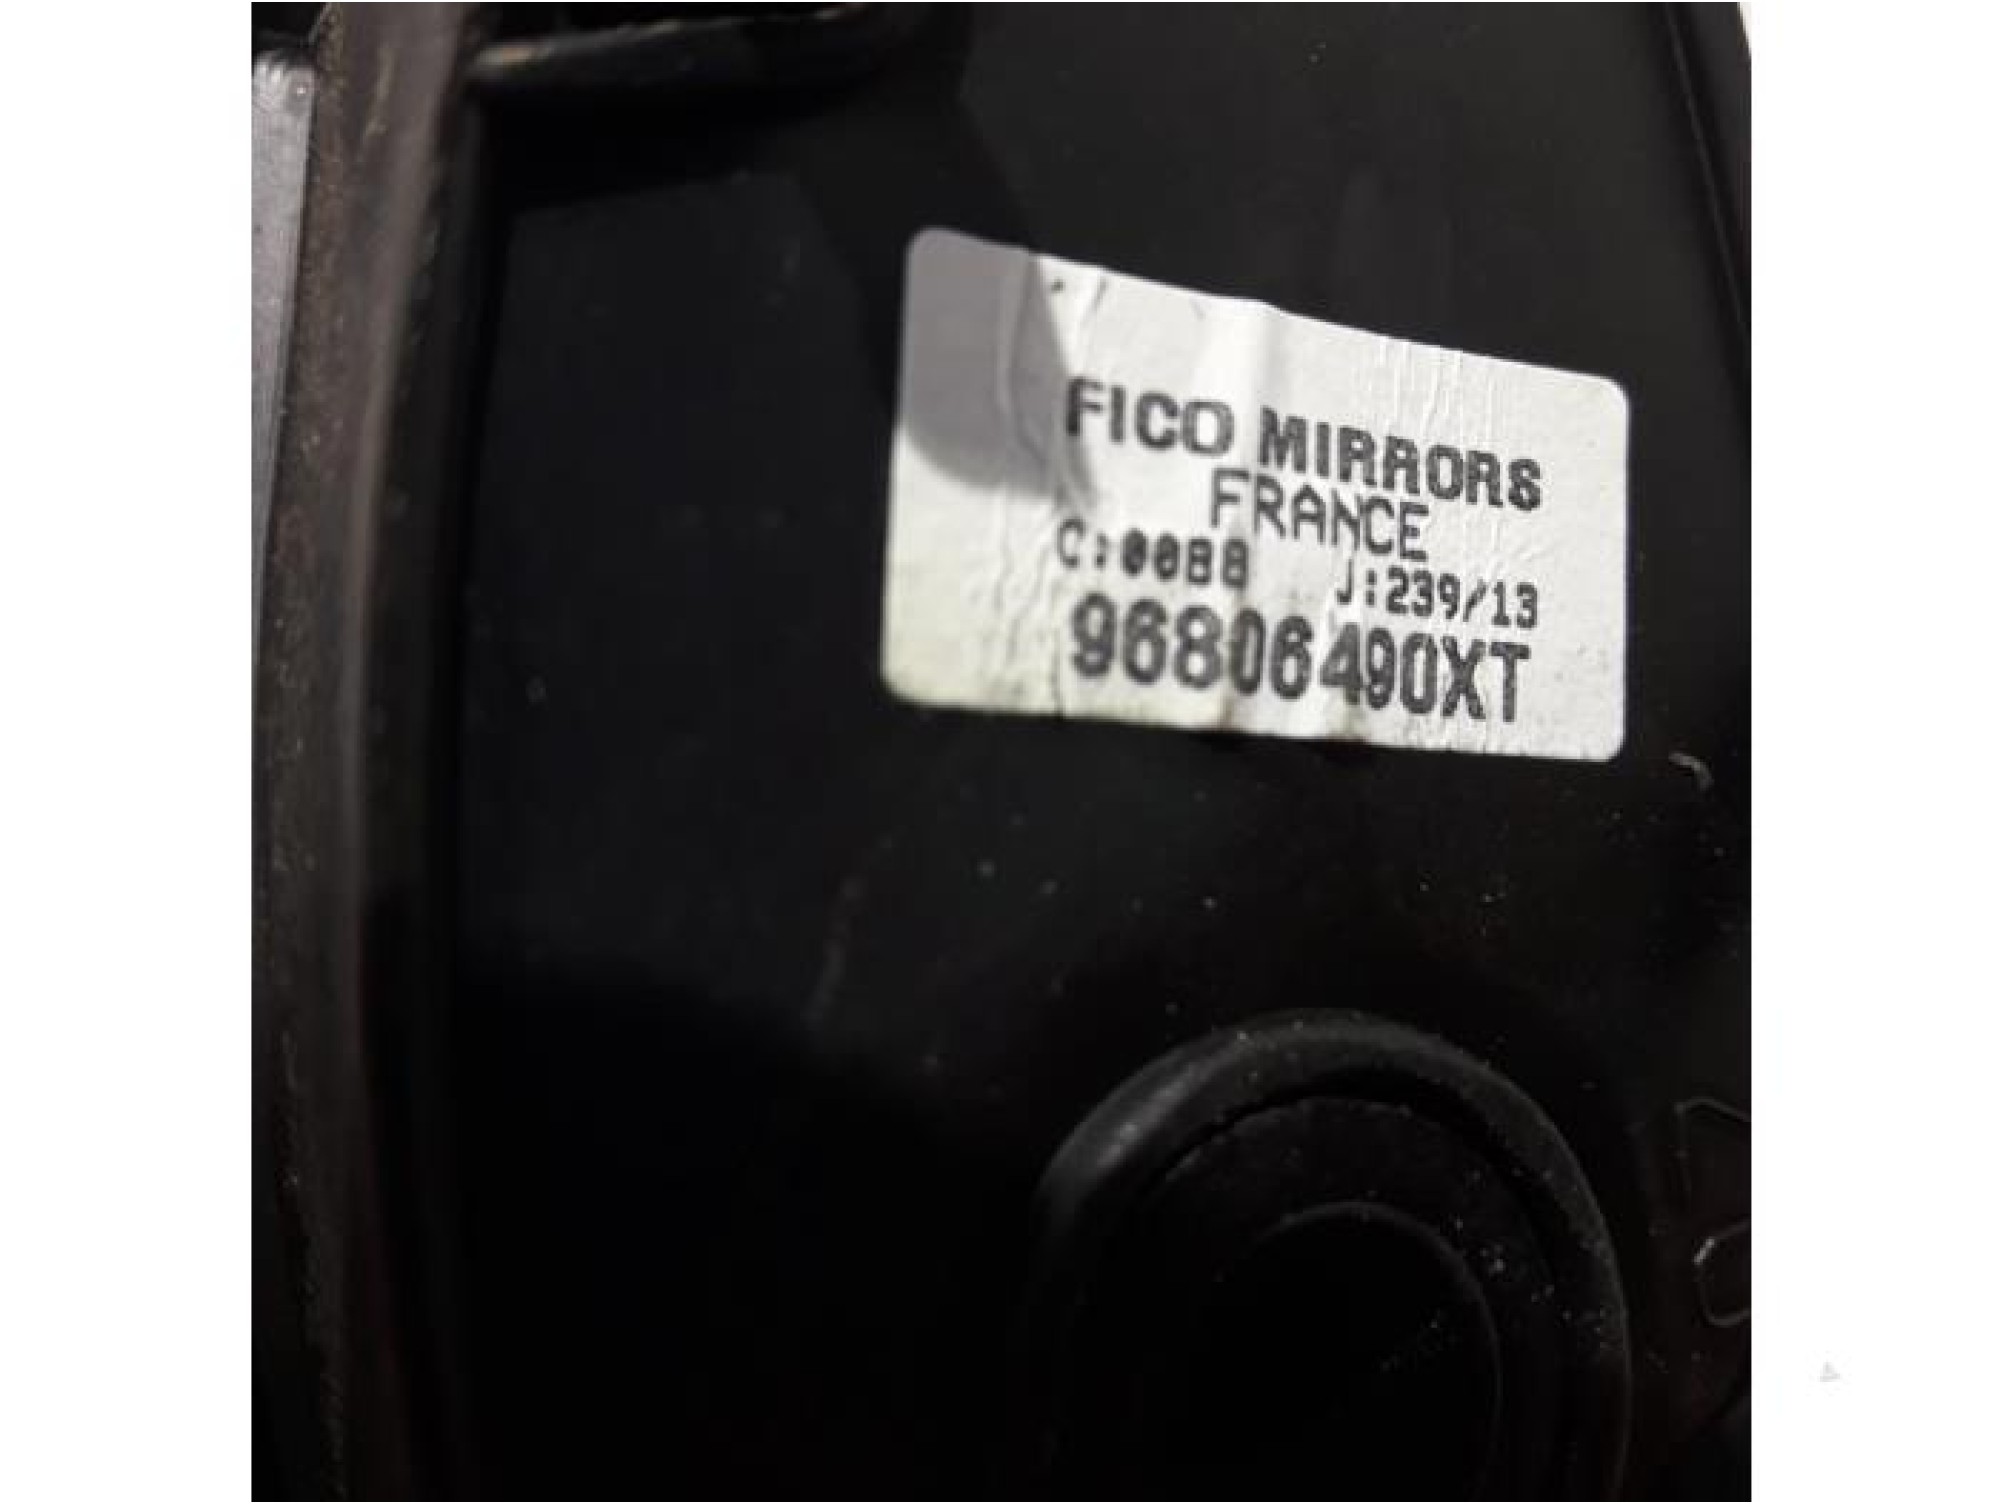 FICO MIRRORS
FRANCE
C:0088 J:239/13
96806490XT